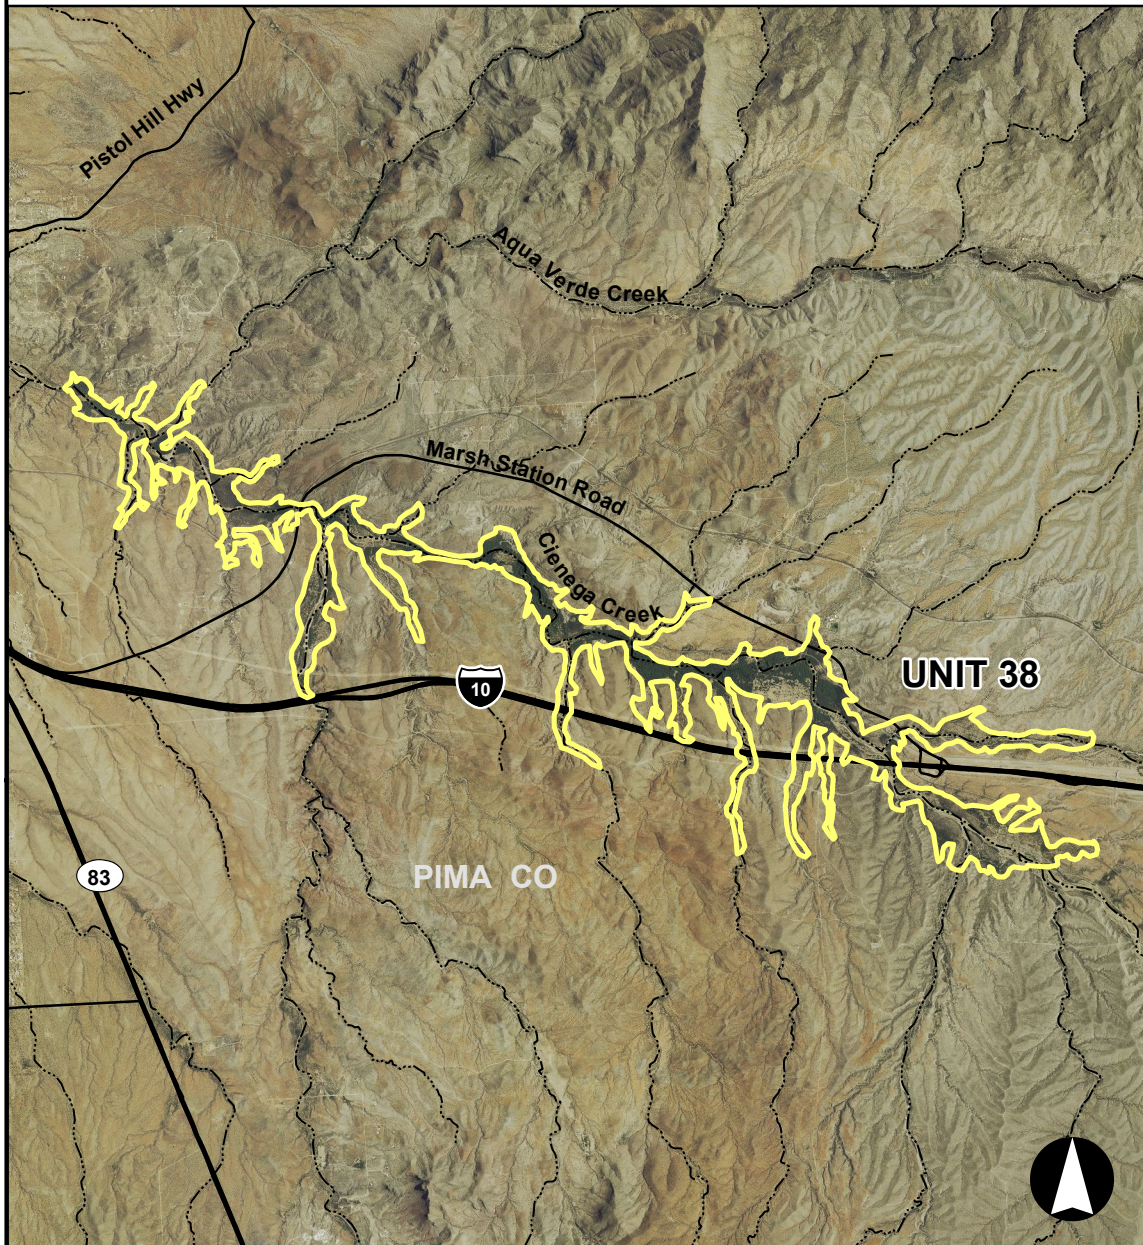 Pistol Hill Hwy
Aqua Verde Creek
Marsh Station Road
Cienega Creek
UNIT 38
10
83
PIMA CO